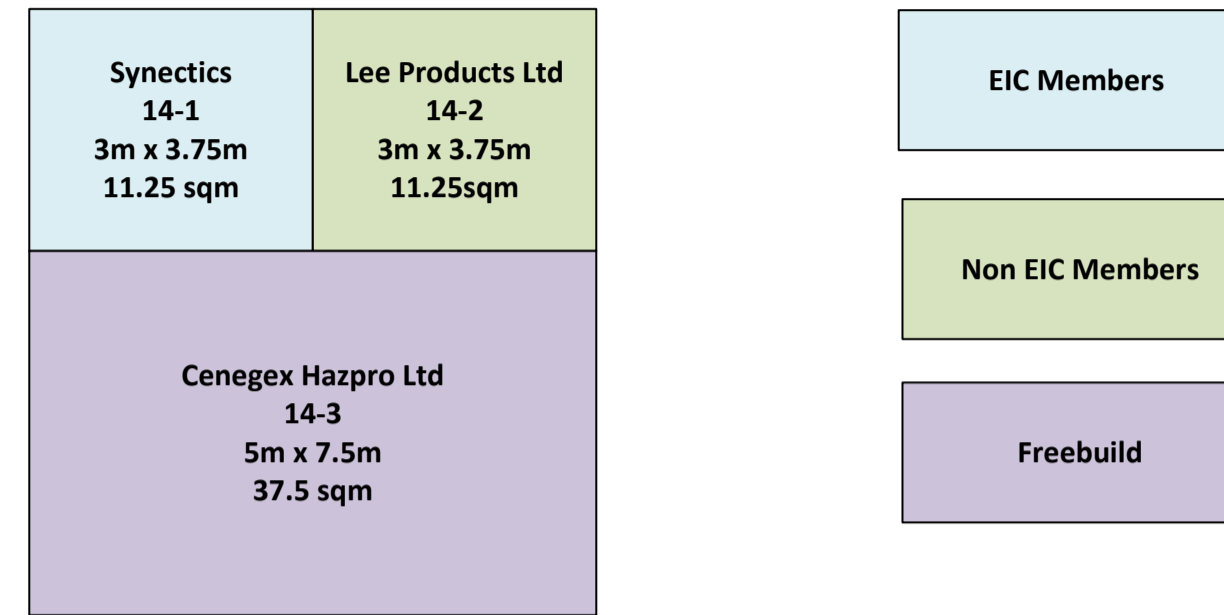 Synectics
14-1
3m x 3.75m
11.25 sqm
Lee Products Ltd
14-2
3m x 3.75m
11.25sqm
Cenegex Hazpro Ltd
14-3
5m x 7.5m
37.5 sqm
EIC Members
Non EIC Members
Freebuild